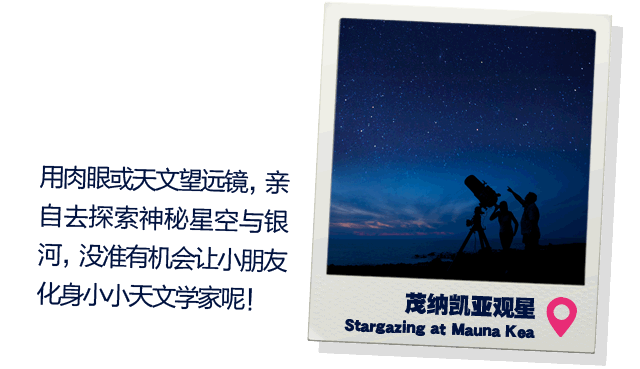 用肉眼或天文望远镜，亲
自去探索神秘星空与银
河，没准有机会让小朋友
化身小小天文学家呢！
茂纳凯亚观星
Stargazing at Mauna Kea